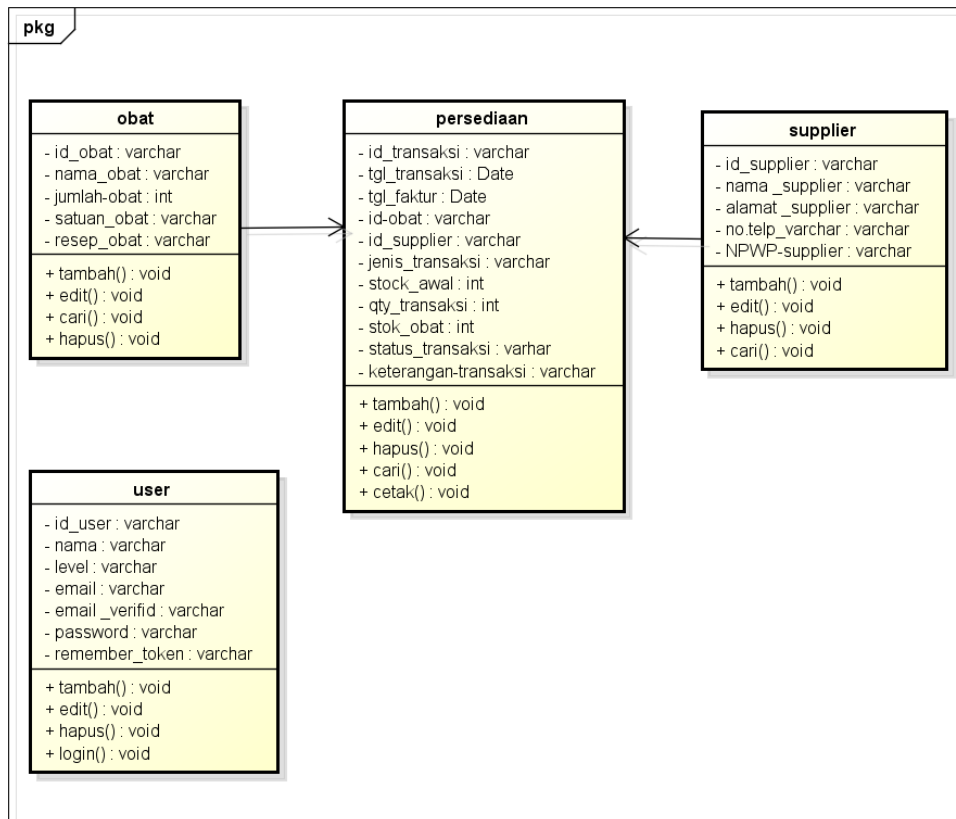 pkg
obat
- id_obat : varchar
- nama_obat : varchar
- jumlah-obat : int
- satuan_obat : varchar
- resep_obat : varchar
+ tambah() : void
+ edit() : void
+ cari() : void
+ hapus() : void
persediaan
- id_transaksi : varchar
- tgl_transaksi : Date
- tgl_faktur : Date
- id-obat : varchar
- id_supplier : varchar
- jenis_transaksi : varchar
- stock_awal : int
- qty_transaksi : int
- stok_obat : int
- status_transaksi : varhar
- keterangan-transaksi : varchar
+ tambah() : void
+ edit() : void
+ hapus() : void
+ cari() : void
+ cetak() : void
supplier
- id_supplier : varchar
- nama _supplier : varchar
- alamat _supplier : varchar
- no.telp_varchar : varchar
- NPWP-supplier : varchar
+ tambah() : void
+ edit() : void
+ hapus() : void
+ cari() : void
user
- id_user : varchar
- nama : varchar
- level : varchar
- email : varchar
- email _verifid : varchar
- password : varchar
- remember_token : varchar
+ tambah() : void
+ edit() : void
+ hapus() : void
+ login() : void